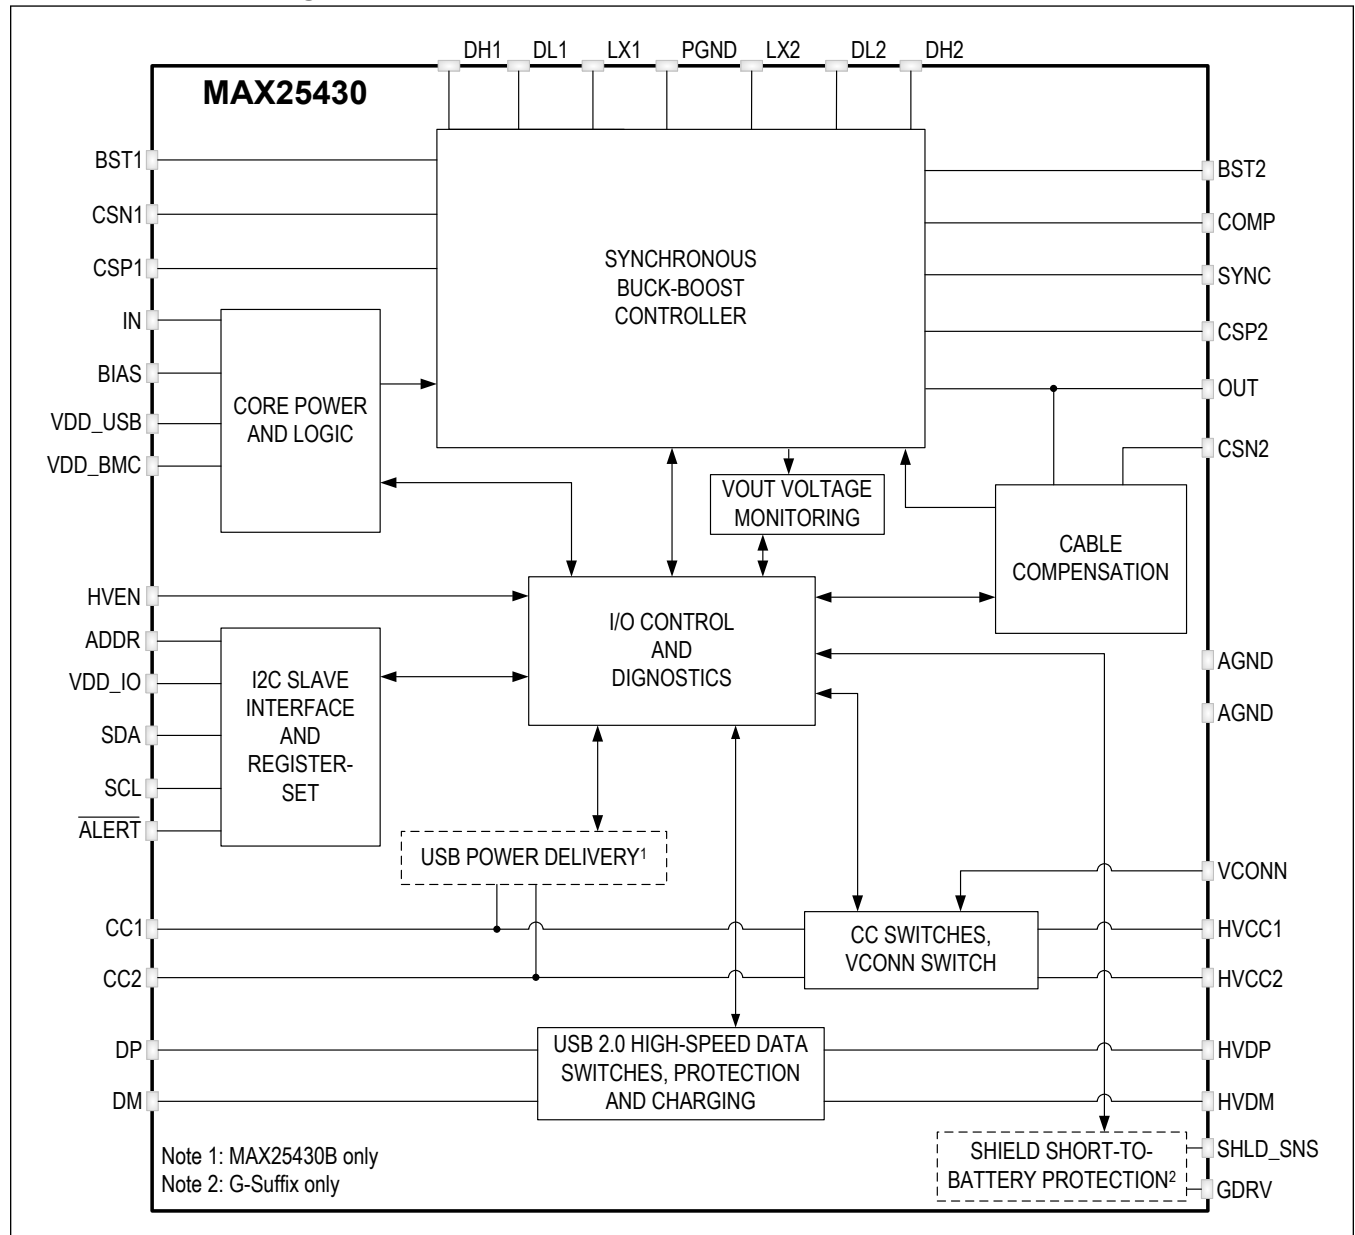 DH1 DL1 LX1 PGND LX2 DL2 DH2
MAX25430
BST1
CSN1
CSP1
IN
BIAS
VDD_USB
VDD_BMC
HVEN
ADDR
VDD_IO
SDA
SCL
ALERT
CC1
CC2
DP
DM
SYNCHRONOUS
BUCK-BOOST
CONTROLLER
CORE POWER
AND LOGIC
VOUT VOLTAGE
MONITORING
CABLE
COMPENSATION
I/O CONTROL
AND
DIGNOSTICS
I2C SLAVE
INTERFACE
AND
REGISTER-
SET
USB POWER DELIVERY1
CC SWITCHES,
VCONN SWITCH
USB 2.0 HIGH-SPEED DATA
SWITCHES, PROTECTION
AND CHARGING
SHIELD SHORT-TO-
BATTERY PROTECTION2
BST2
COMP
SYNC
CSP2
OUT
CSN2
AGND
AGND
VCONN
HVCC1
HVCC2
HVDP
HVDM
SHLD_SNS
GDRV
Note 1: MAX25430B only
Note 2: G-Suffix only